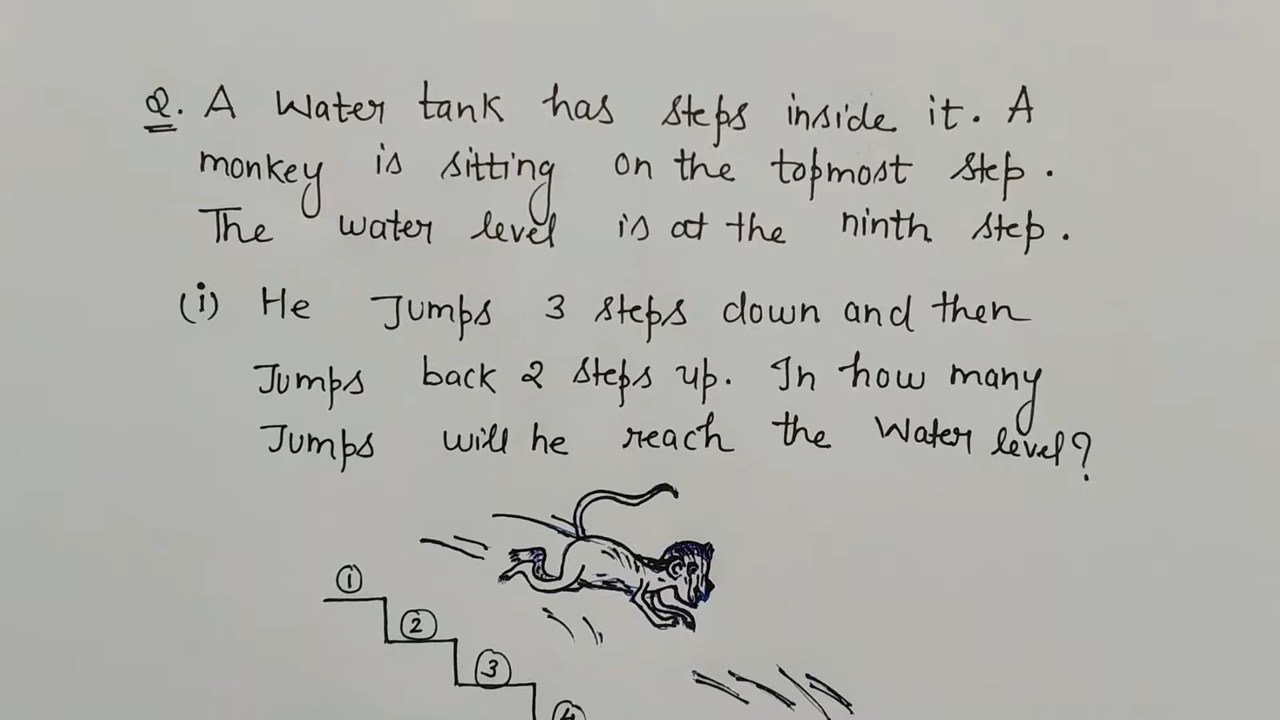 Q. A Water tank has steps inside it. A
monkey is sitting on the topmost step.
The water level is at the ninth step.
(i) He Jumps 3 steps down and then
Jumps back 2 steps up. In how many
Jumps will he reach the Water level?
1
2
3
4